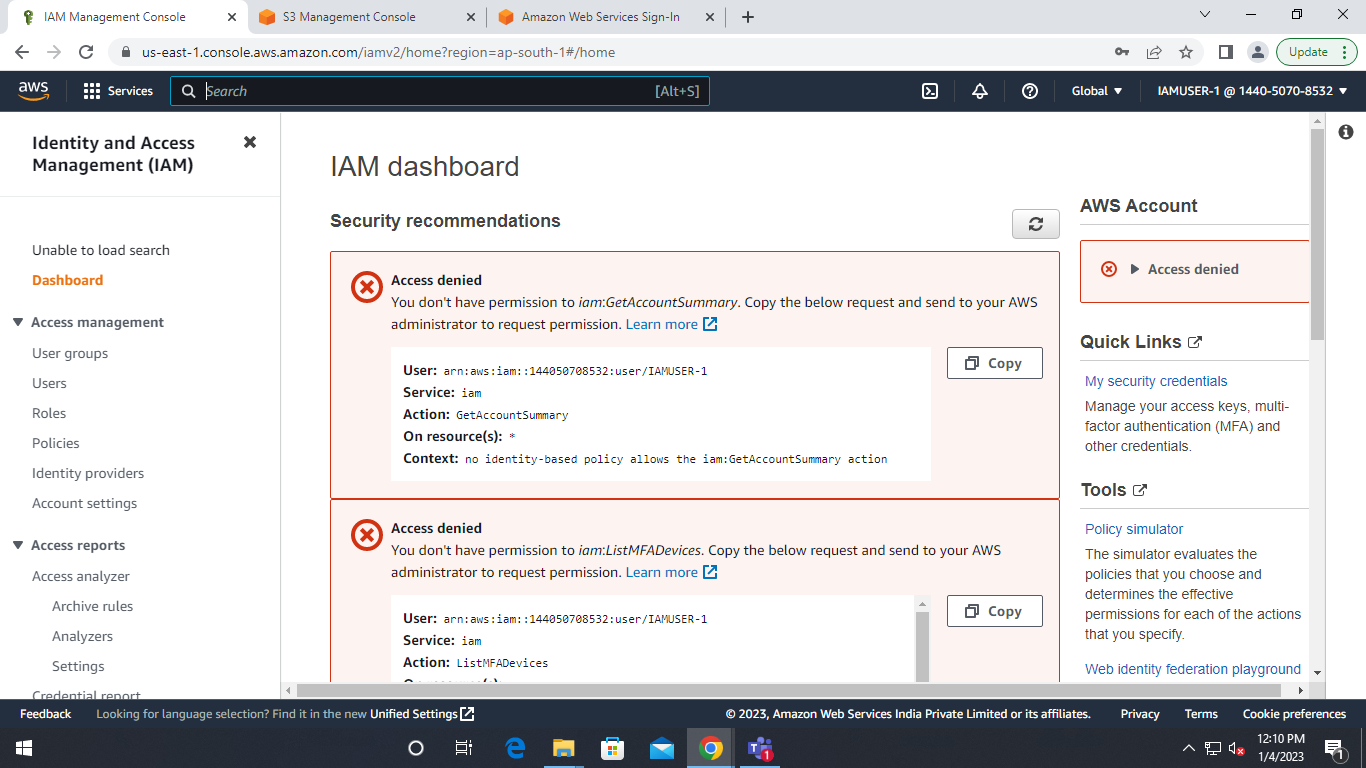 IAM Management Console
S3 Management Console
Amazon Web Services Sign-In
us-east-1.console.aws.amazon.com/iamv2/home?region=ap-south-1#/home
Update
aws
Services
Search
[Alt+S]
Global
IAMUSER-1 @ 1440-5070-8532
Identity and Access
Management (IAM)
Unable to load search
Dashboard
Access management
User groups
Users
Roles
Policies
Identity providers
Account settings
Access reports
Access analyzer
Archive rules
Analyzers
Settings
Credential report
IAM dashboard
Security recommendations
Access denied
You don't have permission to iam:GetAccountSummary. Copy the below request and send to your AWS
administrator to request permission. Learn more
User: arn:aws:iam::144050708532:user/IAMUSER-1
Service: iam
Action: GetAccountSummary
On resource(s): *
Context: no identity-based policy allows the iam:GetAccountSummary action
Copy
Access denied
You don't have permission to iam:ListMFADevices. Copy the below request and send to your AWS
administrator to request permission. Learn more
User: arn:aws:iam::144050708532:user/IAMUSER-1
Service: iam
Action: ListMFADevices
Copy
AWS Account
Access denied
Quick Links
My security credentials
Manage your access keys, multi-
factor authentication (MFA) and
other credentials.
Tools
Policy simulator
The simulator evaluates the
policies that you choose and
determines the effective
permissions for each of the actions
that you specify.
Web identity federation playground
Feedback
Looking for language selection? Find it in the new Unified Settings
© 2023, Amazon Web Services India Private Limited or its affiliates.
Privacy
Terms
Cookie preferences
1
12:10 PM
1/4/2023
1